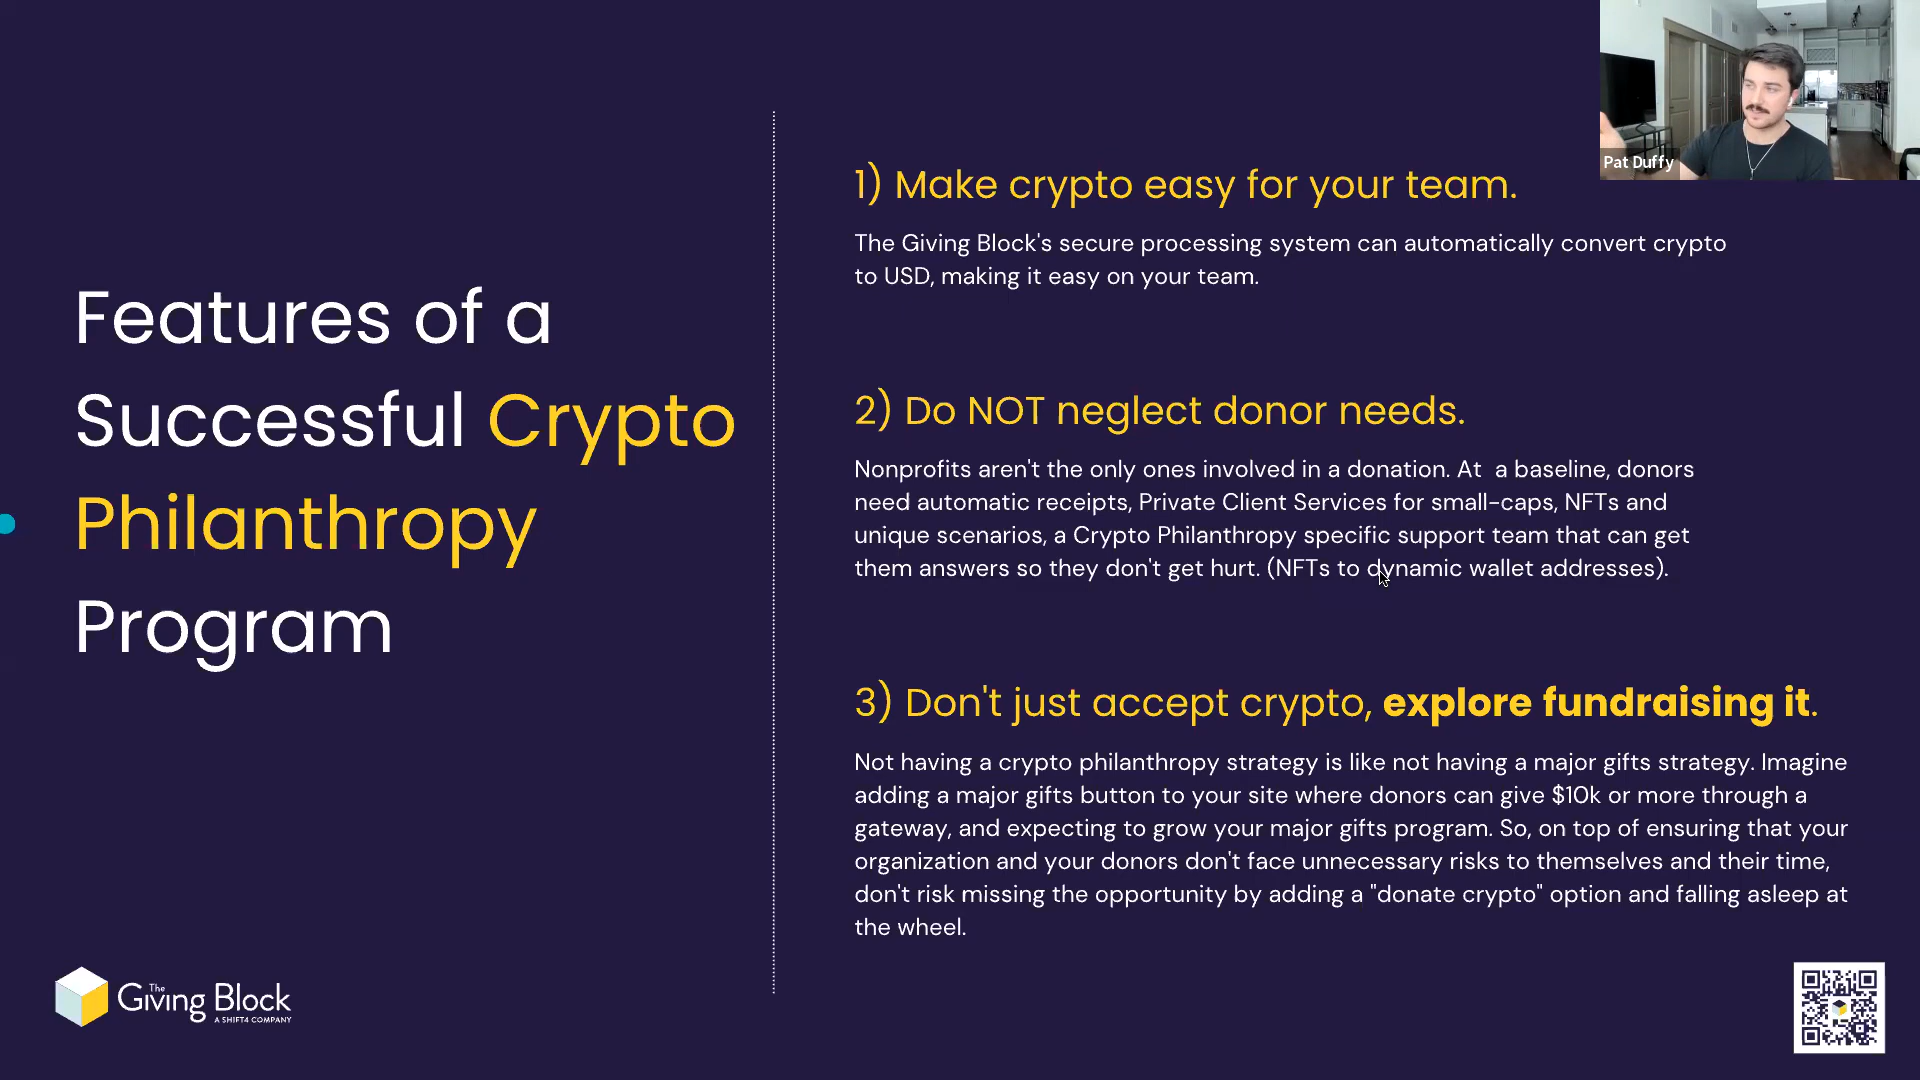 Features of a
Successful Crypto
Philanthropy
Program
1) Make crypto easy for your team.
The Giving Block's secure processing system can automatically convert crypto
to USD, making it easy on your team.
2) Do NOT neglect donor needs.
Nonprofits aren't the only ones involved in a donation. At  a baseline, donors
need automatic receipts, Private Client Services for small-caps, NFTs and
unique scenarios, a Crypto Philanthropy specific support team that can get
them answers so they don't get hurt. (NFTs to dynamic wallet addresses).
3) Don't just accept crypto, explore fundraising it.
Not having a crypto philanthropy strategy is like not having a major gifts strategy. Imagine
adding a major gifts button to your site where donors can give $10k or more through a
gateway, and expecting to grow your major gifts program. So, on top of ensuring that your
organization and your donors don't face unnecessary risks to themselves and their time,
don't risk missing the opportunity by adding a "donate crypto" option and falling asleep at
the wheel.
Pat Duffy
The Giving Block
A SHIFT4 COMPANY